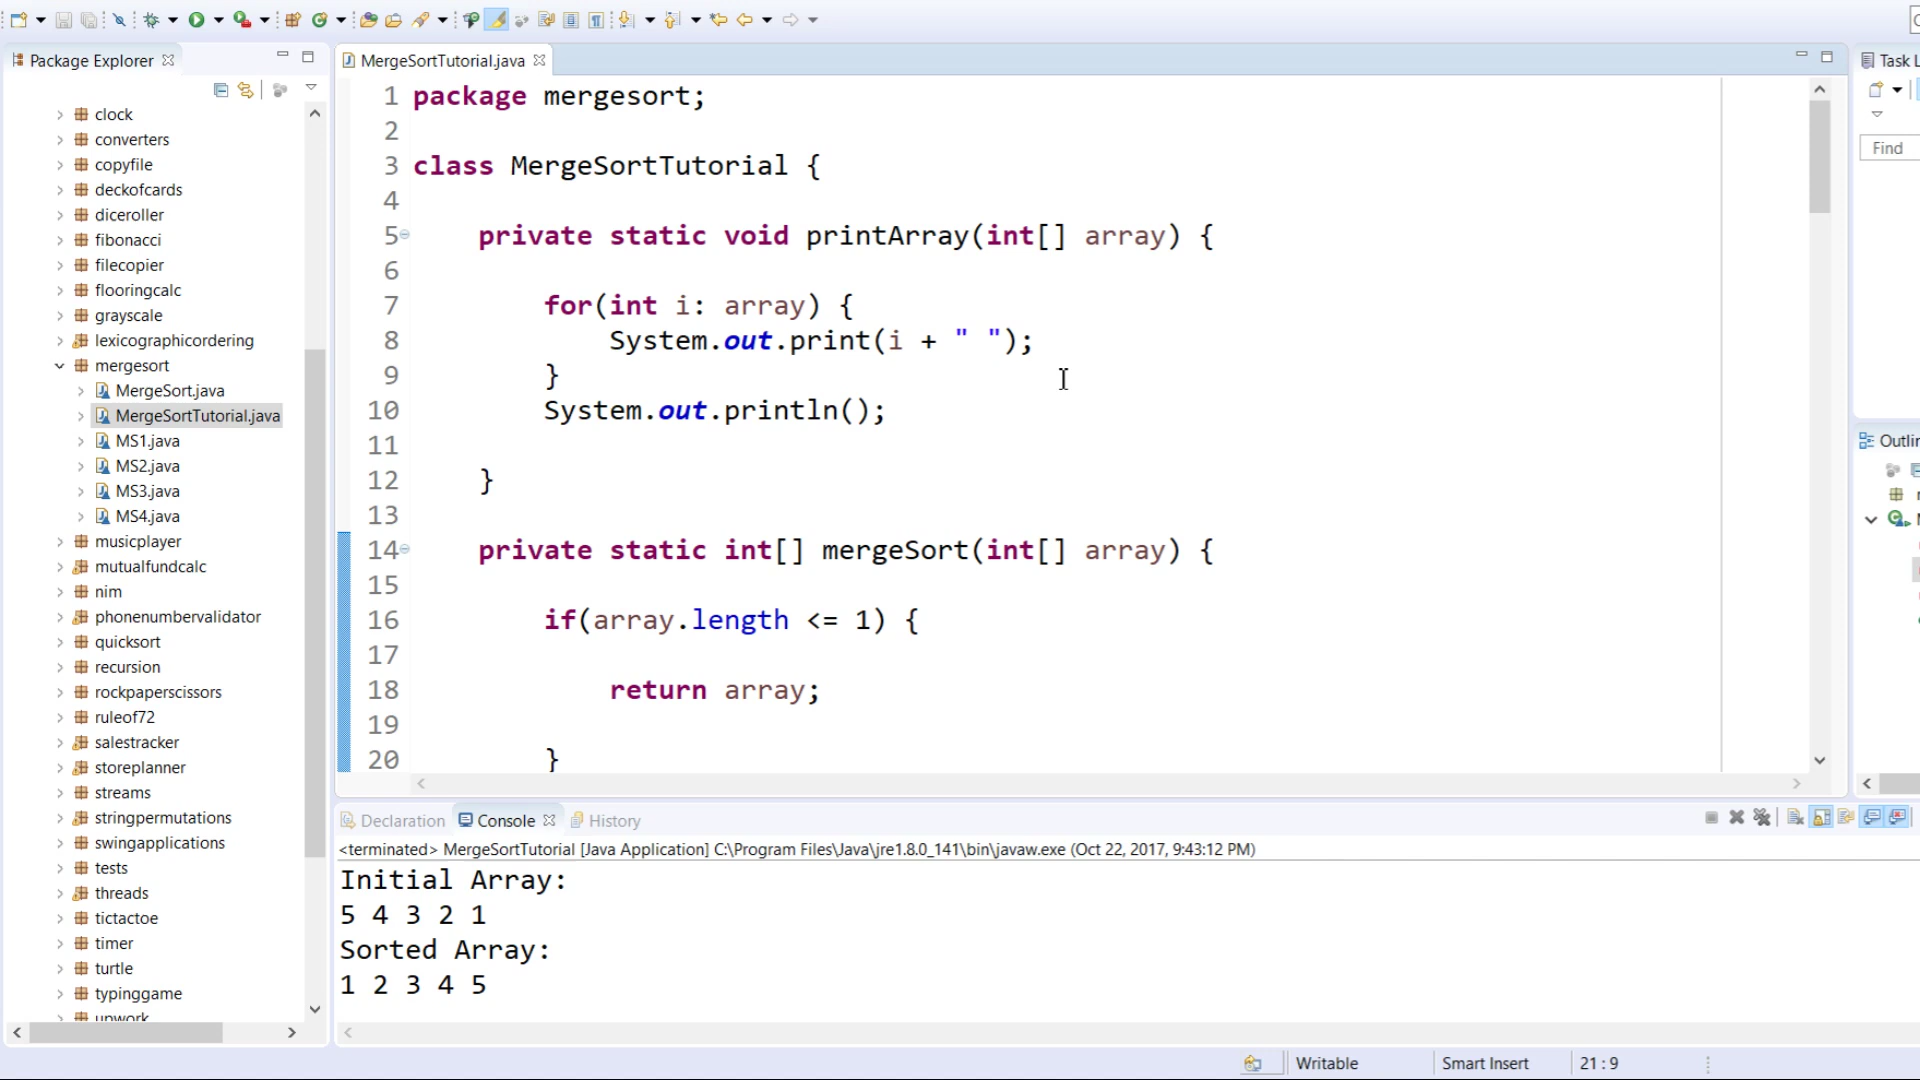 Package Explorer
clock
converters
copyfile
deckofcards
diceroller
fibonacci
filecopier
flooringcalc
grayscale
lexicographicordering
mergesort
MergeSort.java
MergeSortTutorial.java
MS1.java
MS2.java
MS3.java
MS4.java
musicplayer
mutualfundcalc
nim
phonenumbervalidator
quicksort
recursion
rockpaperscissors
ruleof72
salestracker
storeplanner
streams
stringpermutations
swingapplications
tests
threads
tictactoe
timer
turtle
typinggame
upwork
MergeSortTutorial.java
1 package mergesort;
2
3 class MergeSortTutorial {
4
5 private static void printArray(int[] array) {
6
7 for(int i: array) {
8 System.out.print(i + " ");
9 }
10 System.out.println();
11
12 }
13
14 private static int[] mergeSort(int[] array) {
15
16 if(array.length <= 1) {
17
18 return array;
19
20 }
Task L
Find
Outlin
Declaration Console History
<terminated> MergeSortTutorial [Java Application] C:\Program Files\Java\jre1.8.0_141\bin\javaw.exe (Oct 22, 2017, 9:43:12 PM)
Initial Array:
5 4 3 2 1
Sorted Array:
1 2 3 4 5
Writable Smart Insert 21 : 9